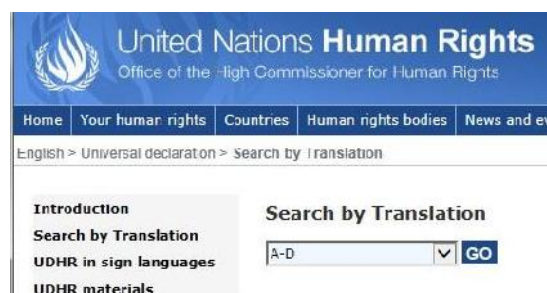 United Nations Human Rights
Office of the High Commissioner for Human Rights
Home Your human rights Countries Human rights bodies News and ev
English > Universal declaration > Search by Translation
Introduction
Search by Translation
UDHR in sign languages
UDHR materials
Search by Translation
A-D GO